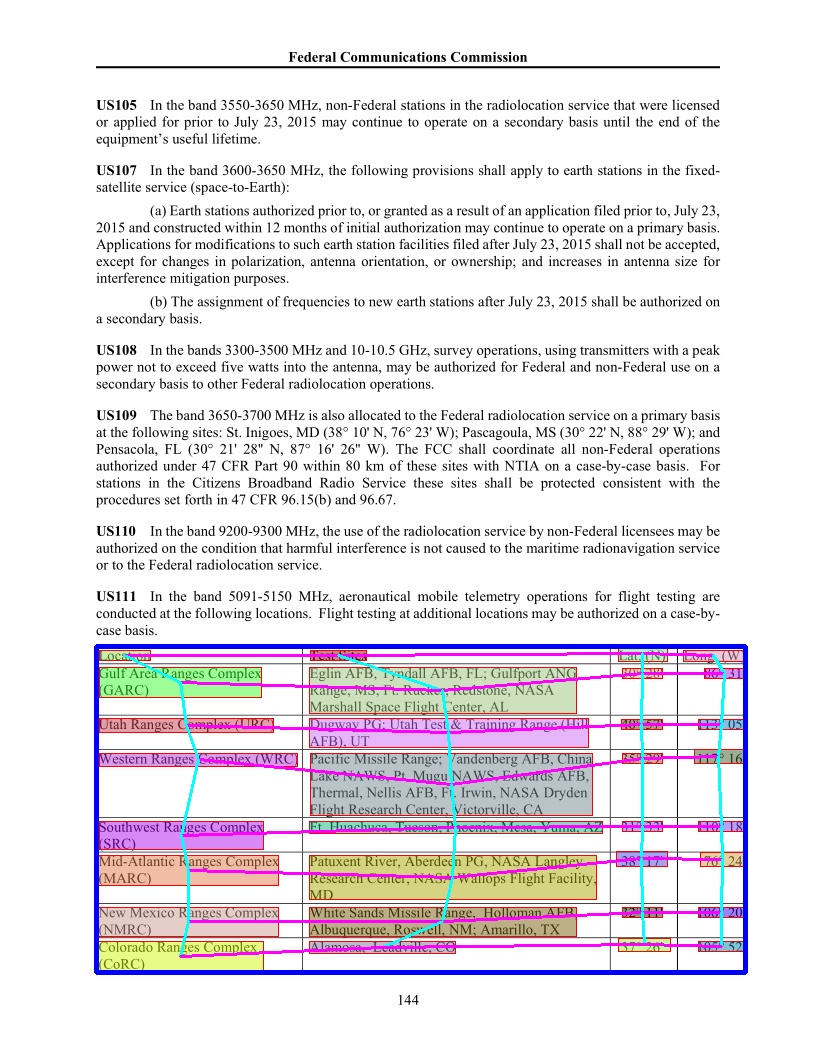 Federal Communications Commission
US105 In the band 3550-3650 MHz, non-Federal stations in the radiolocation service that were licensed
or applied for prior to July 23, 2015 may continue to operate on a secondary basis until the end of the
equipment’s useful lifetime.
US107 In the band 3600-3650 MHz, the following provisions shall apply to earth stations in the fixed-
satellite service (space-to-Earth):
(a) Earth stations authorized prior to, or granted as a result of an application filed prior to, July 23,
2015 and constructed within 12 months of initial authorization may continue to operate on a primary basis.
Applications for modifications to such earth station facilities filed after July 23, 2015 shall not be accepted,
except for changes in polarization, antenna orientation, or ownership; and increases in antenna size for
interference mitigation purposes.
(b) The assignment of frequencies to new earth stations after July 23, 2015 shall be authorized on
a secondary basis.
US108 In the bands 3300-3500 MHz and 10-10.5 GHz, survey operations, using transmitters with a peak
power not to exceed five watts into the antenna, may be authorized for Federal and non-Federal use on a
secondary basis to other Federal radiolocation operations.
US109 The band 3650-3700 MHz is also allocated to the Federal radiolocation service on a primary basis
at the following sites: St. Inigoes, MD (38° 10' N, 76° 23' W); Pascagoula, MS (30° 22' N, 88° 29' W); and
Pensacola, FL (30° 21' 28" N, 87° 16' 26" W). The FCC shall coordinate all non-Federal operations
authorized under 47 CFR Part 90 within 80 km of these sites with NTIA on a case-by-case basis. For
stations in the Citizens Broadband Radio Service these sites shall be protected consistent with the
procedures set forth in 47 CFR 96.15(b) and 96.67.
US110 In the band 9200-9300 MHz, the use of the radiolocation service by non-Federal licensees may be
authorized on the condition that harmful interference is not caused to the maritime radionavigation service
or to the Federal radiolocation service.
US111 In the band 5091-5150 MHz, aeronautical mobile telemetry operations for flight testing are
conducted at the following locations. Flight testing at additional locations may be authorized on a case-by-
case basis.
Location Test Sites Lat. (N) Long. (W
Gulf Area Ranges Complex Eglin AFB, Tyndall AFB, FL; Gulfport ANG 31
(GARC) Range, MS, Ft. Rucker, Redstone, NASA
Marshall Space Flight Center, AL
Utah Ranges Complex (URC) Dugway PG; Utah Test & Training Range (Hill 05
AFB), UT
Western Ranges Complex (WRC) Pacific Missile Range; Vandenberg AFB, China 117° 16
Lake NAWS, Pt. Mugu NAWS, Edwards AFB,
Thermal, Nellis AFB, Ft. Irwin, NASA Dryden
Flight Research Center, Victorville, CA
Southwest Ranges Complex Ft. Huachuca, Tucson, Phoenix, Mesa, Yuma, AZ 18
(SRC)
Mid-Atlantic Ranges Complex Patuxent River, Aberdeen PG, NASA Langley 38° 17' 76° 24
(MARC) Research Center, NASA Wallops Flight Facility,
MD
New Mexico Ranges Complex White Sands Missile Range, Holloman AFB, 20
(NMRC) Albuquerque, Roswell, NM; Amarillo, TX
Colorado Ranges Complex Alamosa, Leadville, CO 37° 26' 105° 52
(CoRC)
144